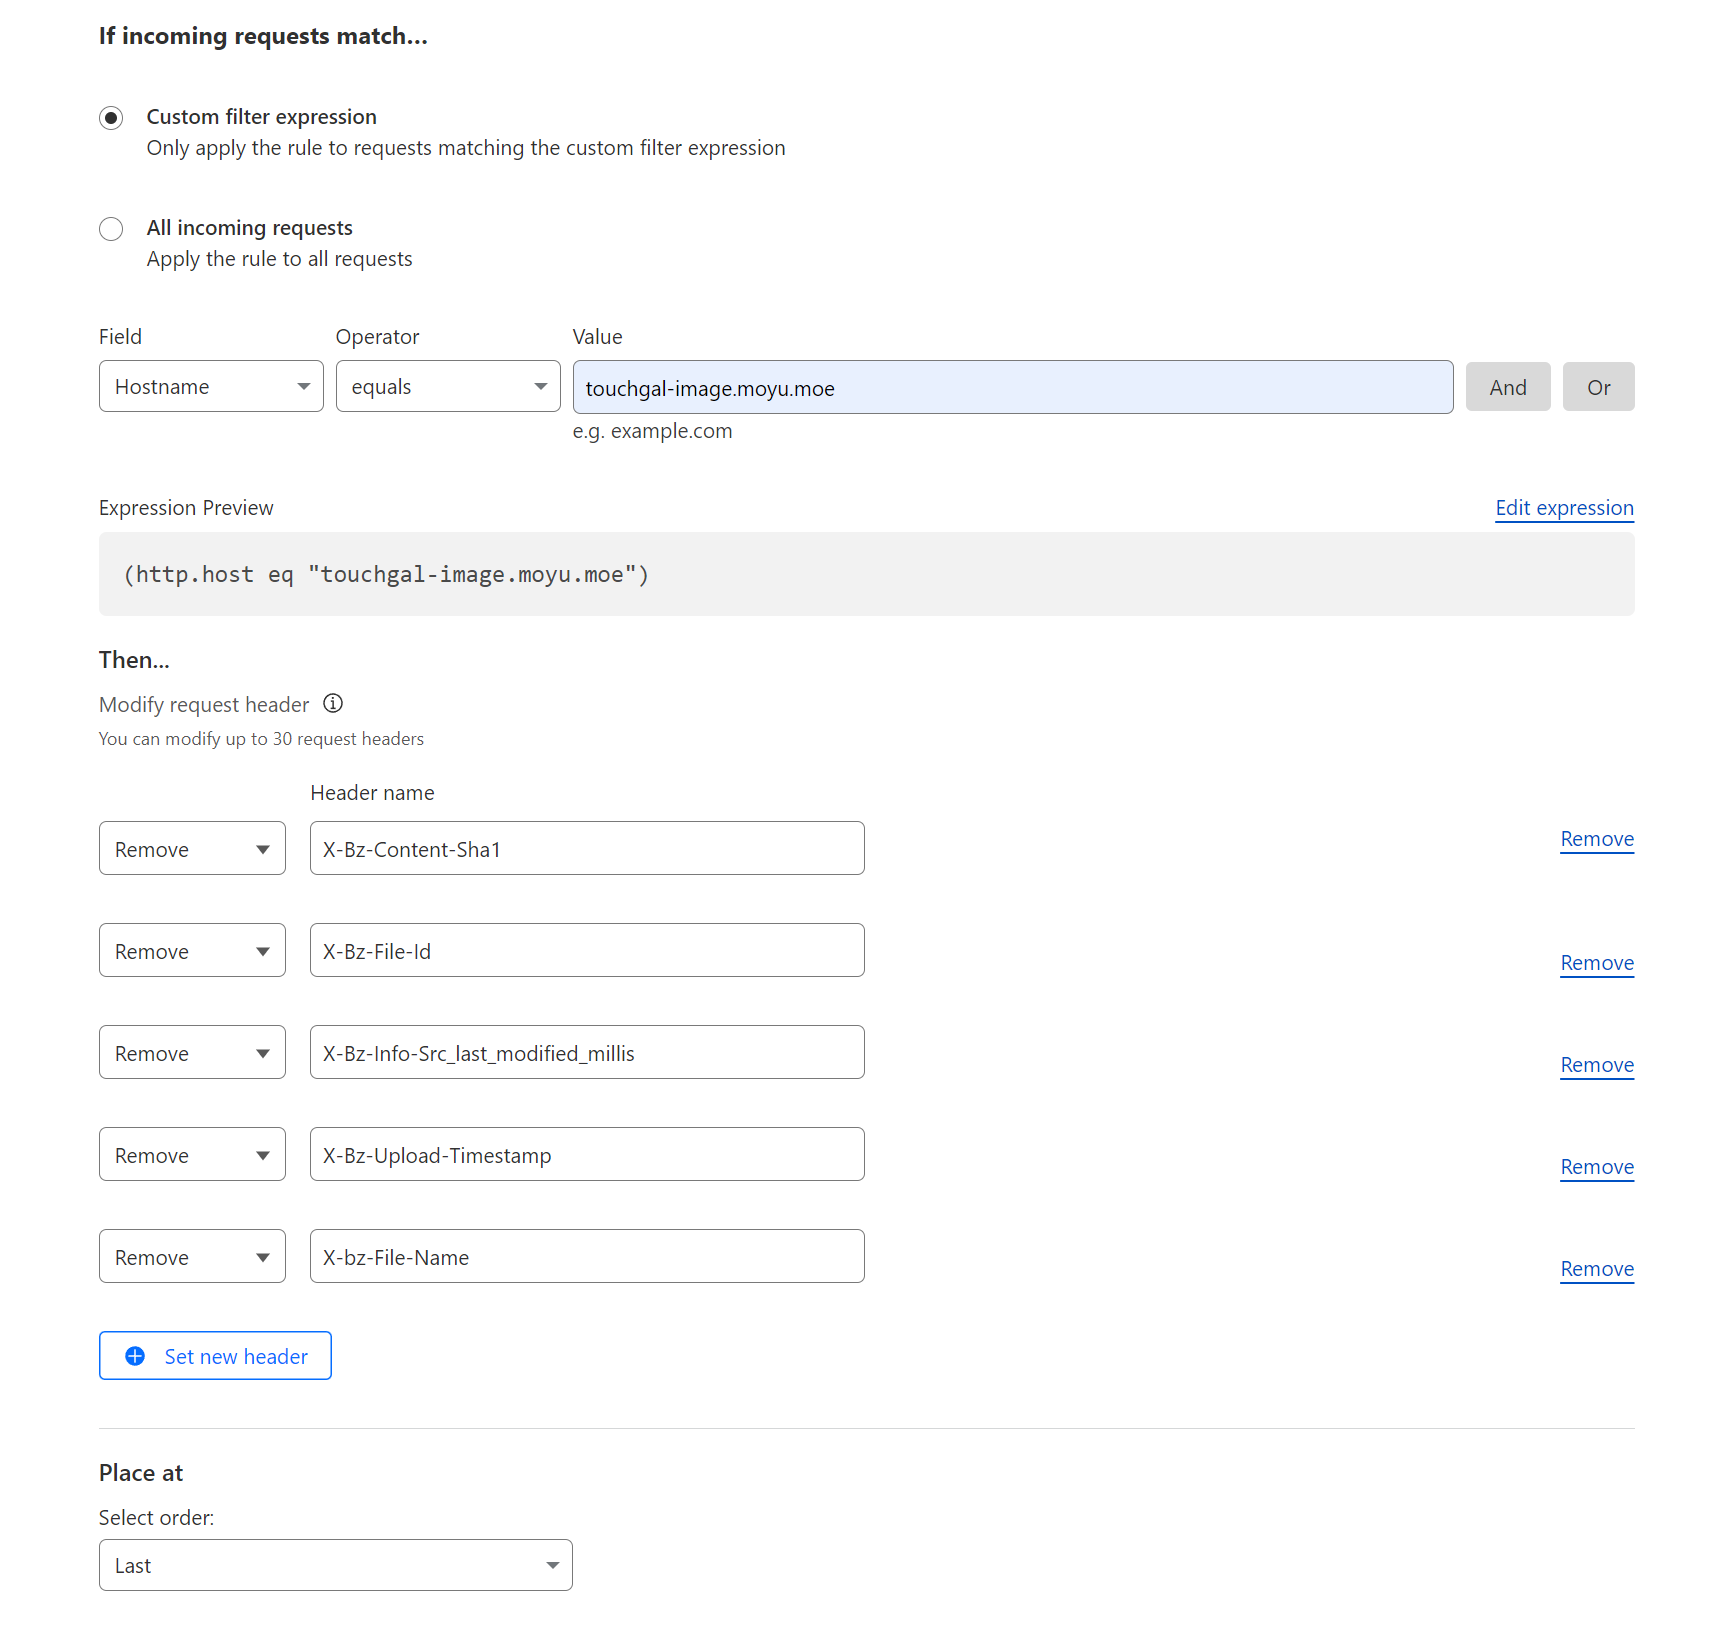 If incoming requests match…
Custom filter expression
Only apply the rule to requests matching the custom filter expression
All incoming requests
Apply the rule to all requests
Field Operator Value
Hostname equals touchgal-image.moyu.moe And Or
e.g. example.com
Expression Preview Edit expression
(http.host eq "touchgal-image.moyu.moe")
Then...
Modify request header
You can modify up to 30 request headers
Header name
Remove X-Bz-Content-Sha1 Remove
Remove X-Bz-File-Id Remove
Remove X-Bz-Info-Src_last_modified_millis Remove
Remove X-Bz-Upload-Timestamp Remove
Remove X-bz-File-Name Remove
Set new header
Place at
Select order:
Last